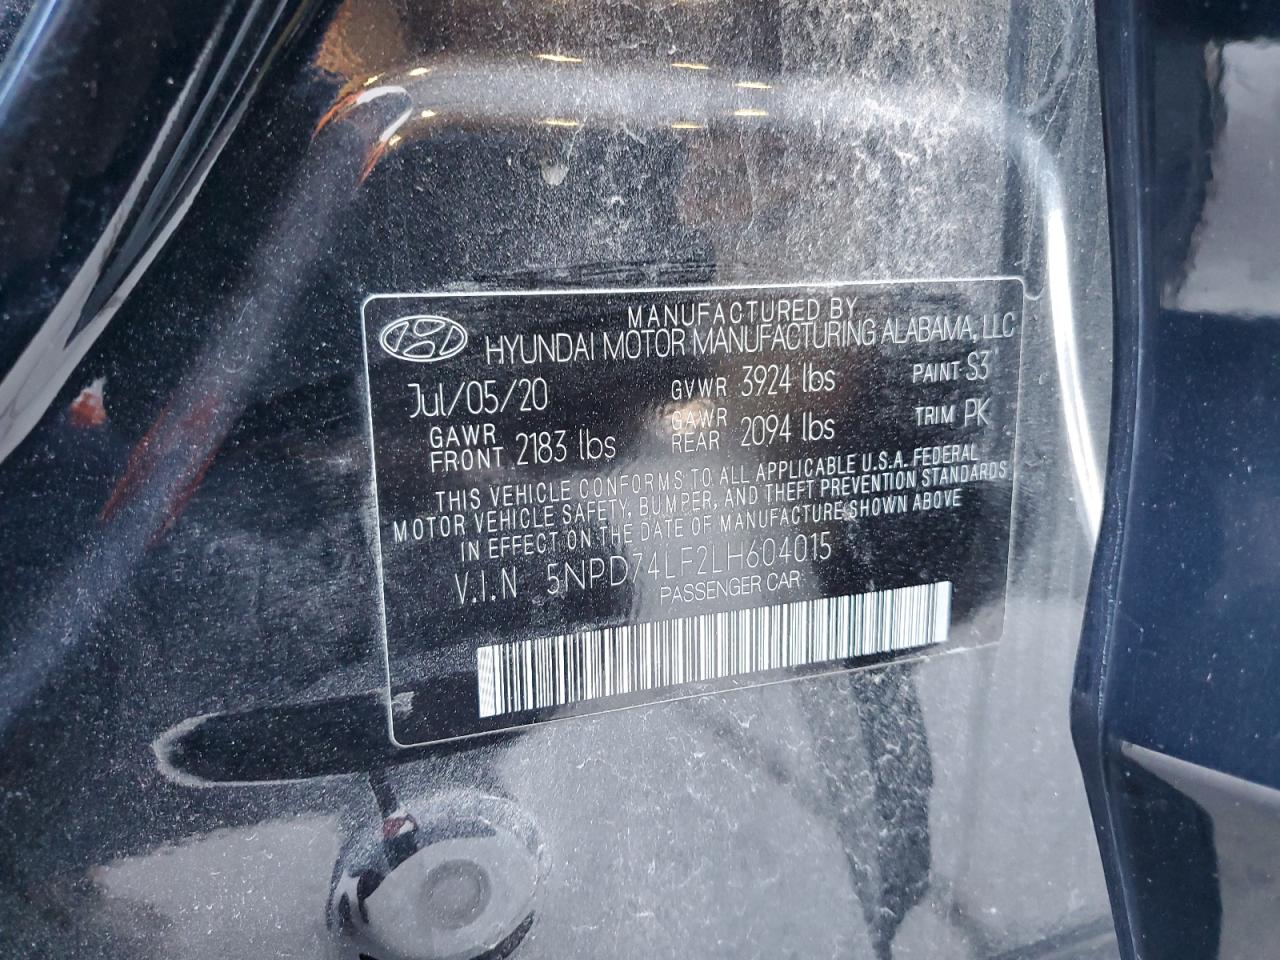 MANUFACTURED BY
HYUNDAI MOTOR MANUFACTURING ALABAMA, LLC
Jul/05/20 GVWR 3924 lbs PAINT S3
GAWR FRONT 2183 lbs GAWR REAR 2094 lbs TRIM PK
THIS VEHICLE CONFORMS TO ALL APPLICABLE U.S.A. FEDERAL
MOTOR VEHICLE SAFETY, BUMPER, AND THEFT PREVENTION STANDARDS
IN EFFECT ON THE DATE OF MANUFACTURE SHOWN ABOVE
V.I.N 5NPD74LF2LH604015
PASSENGER CAR